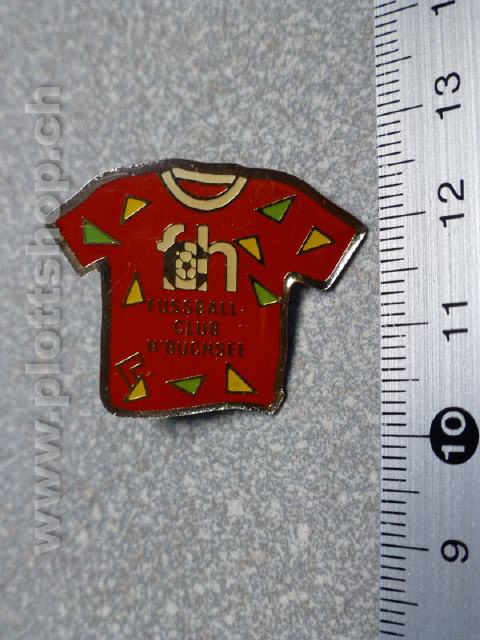 www.plottshop.ch
fch
FUSSBALL-
CLUB
H'BUCHSEE
F
13
12
11
10
9